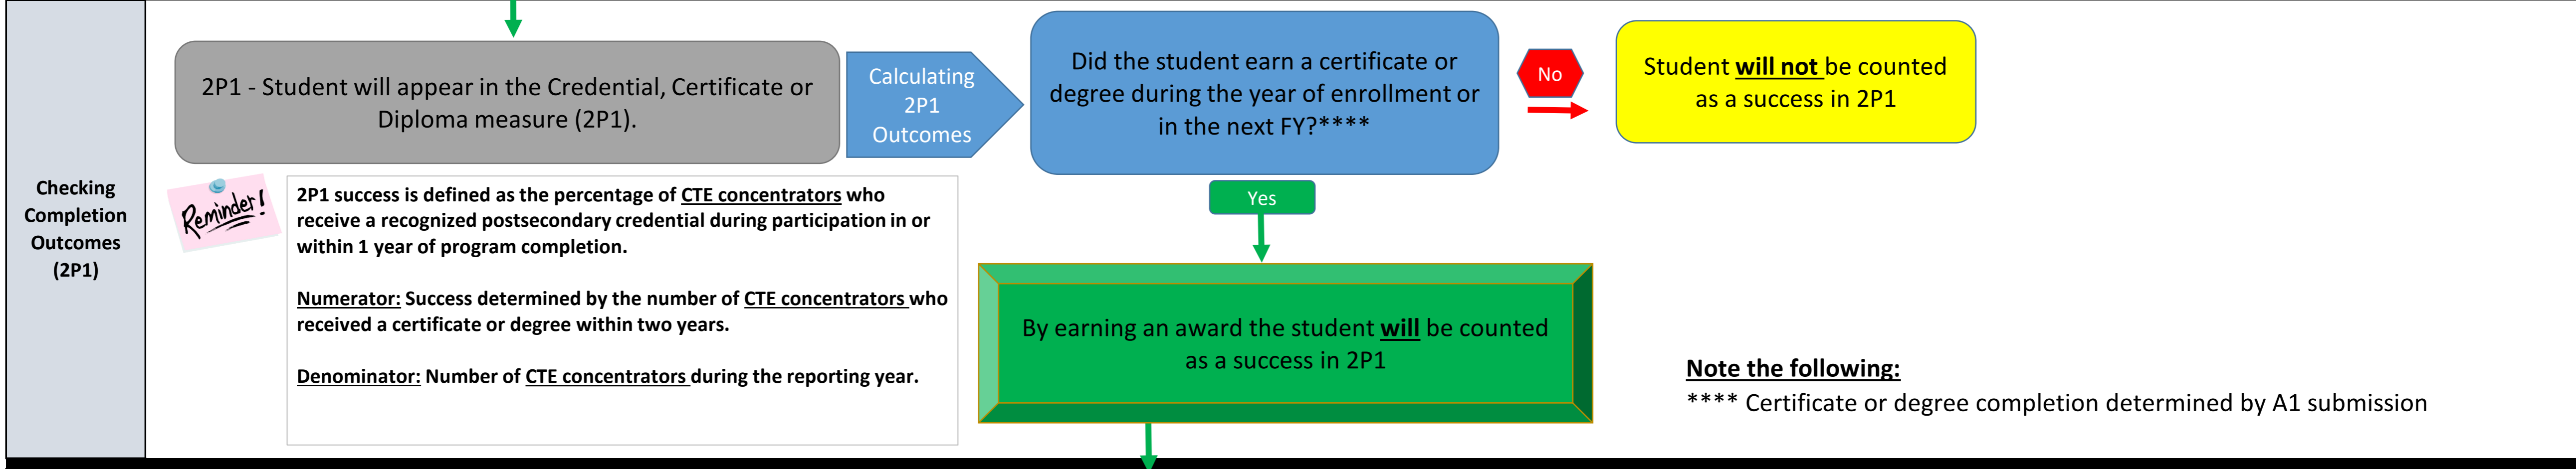 Checking
Completion
Outcomes
(2P1)
2P1 - Student will appear in the Credential, Certificate or
Diploma measure (2P1).
Calculating
2P1
Outcomes
Did the student earn a certificate or
degree during the year of enrollment or
in the next FY?****
No
Student will not be counted
as a success in 2P1
Reminder!
2P1 success is defined as the percentage of CTE concentrators who
receive a recognized postsecondary credential during participation in or
within 1 year of program completion.
Numerator: Success determined by the number of CTE concentrators who
received a certificate or degree within two years.
Denominator: Number of CTE concentrators during the reporting year.
Yes
By earning an award the student will be counted
as a success in 2P1
Note the following:
**** Certificate or degree completion determined by A1 submission